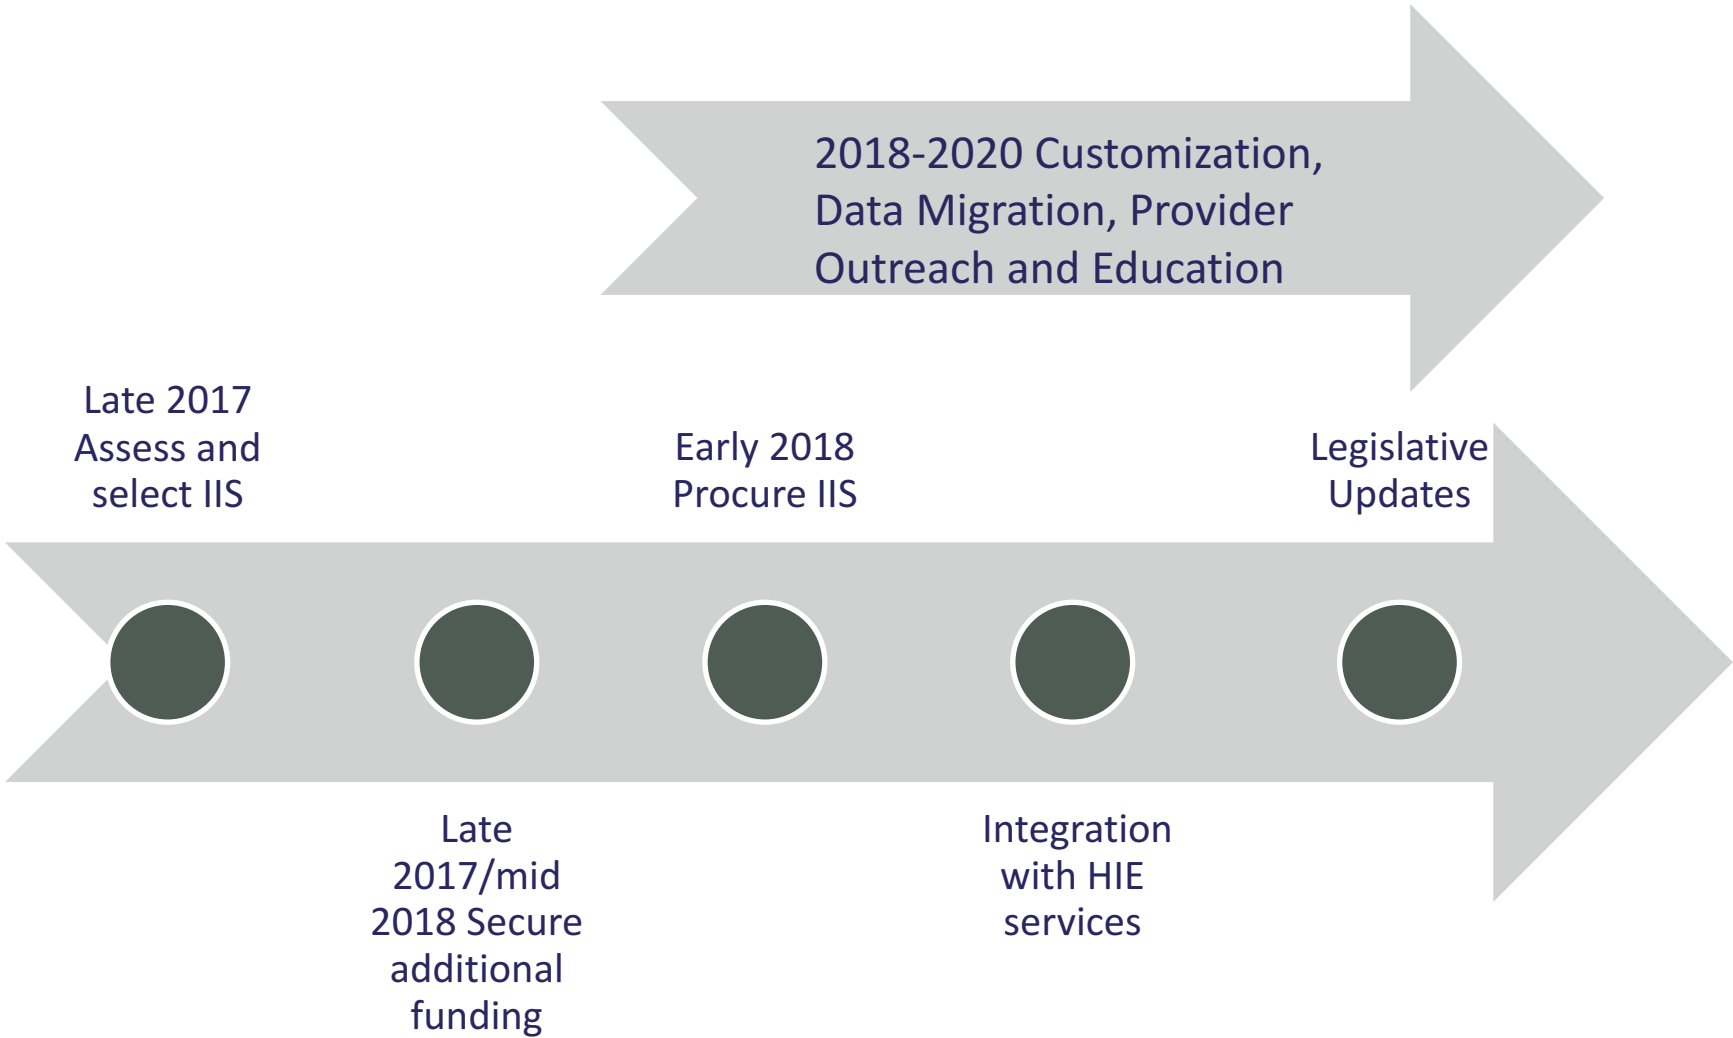 2018-2020 Customization,
Data Migration, Provider
Outreach and Education
Late 2017
Assess and
select IIS
Early 2018
Procure IIS
Legislative
Updates
Late
2017/mid
2018 Secure
additional
funding
Integration
with HIE
services